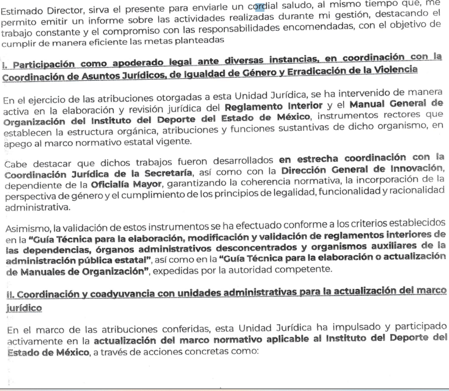 Estimado Director, sirva el presente para enviarle un cordial saludo, al mismo tiempo que, me
permito emitir un informe sobre las actividades realizadas durante mi gestión, destacando el
trabajo constante y el compromiso con las responsabilidades encomendadas, con el objetivo de
cumplir de manera eficiente las metas planteadas
I. Participación como apoderado legal ante diversas instancias, en coordinación con la
Coordinación de Asuntos Jurídicos, de Igualdad de Género y Erradicación de la Violencia
En el ejercicio de las atribuciones otorgadas a esta Unidad Jurídica, se ha intervenido de manera
activa en la elaboración y revisión jurídica del Reglamento Interior y el Manual General de
Organización del Instituto del Deporte del Estado de México, instrumentos rectores que
establecen la estructura orgánica, atribuciones y funciones sustantivas de dicho organismo, en
apego al marco normativo estatal vigente.
Cabe destacar que dichos trabajos fueron desarrollados en estrecha coordinación con la
Coordinación Jurídica de la Secretaría, así como con la Dirección General de Innovación,
dependiente de la Oficialía Mayor, garantizando la coherencia normativa, la incorporación de la
perspectiva de género y el cumplimiento de los principios de legalidad, funcionalidad y racionalidad
administrativa.
Asimismo, la validación de estos instrumentos se ha efectuado conforme a los criterios establecidos
en la “Guía Técnica para la elaboración, modificación y validación de reglamentos interiores de
las dependencias, órganos administrativos desconcentrados y organismos auxiliares de la
administración pública estatal”, así como en la “Guía Técnica para la elaboración o actualización
de Manuales de Organización”, expedidas por la autoridad competente.
II. Coordinación y coadyuvancia con unidades administrativas para la actualización del marco
jurídico
En el marco de las atribuciones conferidas, esta Unidad Jurídica ha impulsado y participado
activamente en la actualización del marco normativo aplicable al Instituto del Deporte del
Estado de México, a través de acciones concretas como: